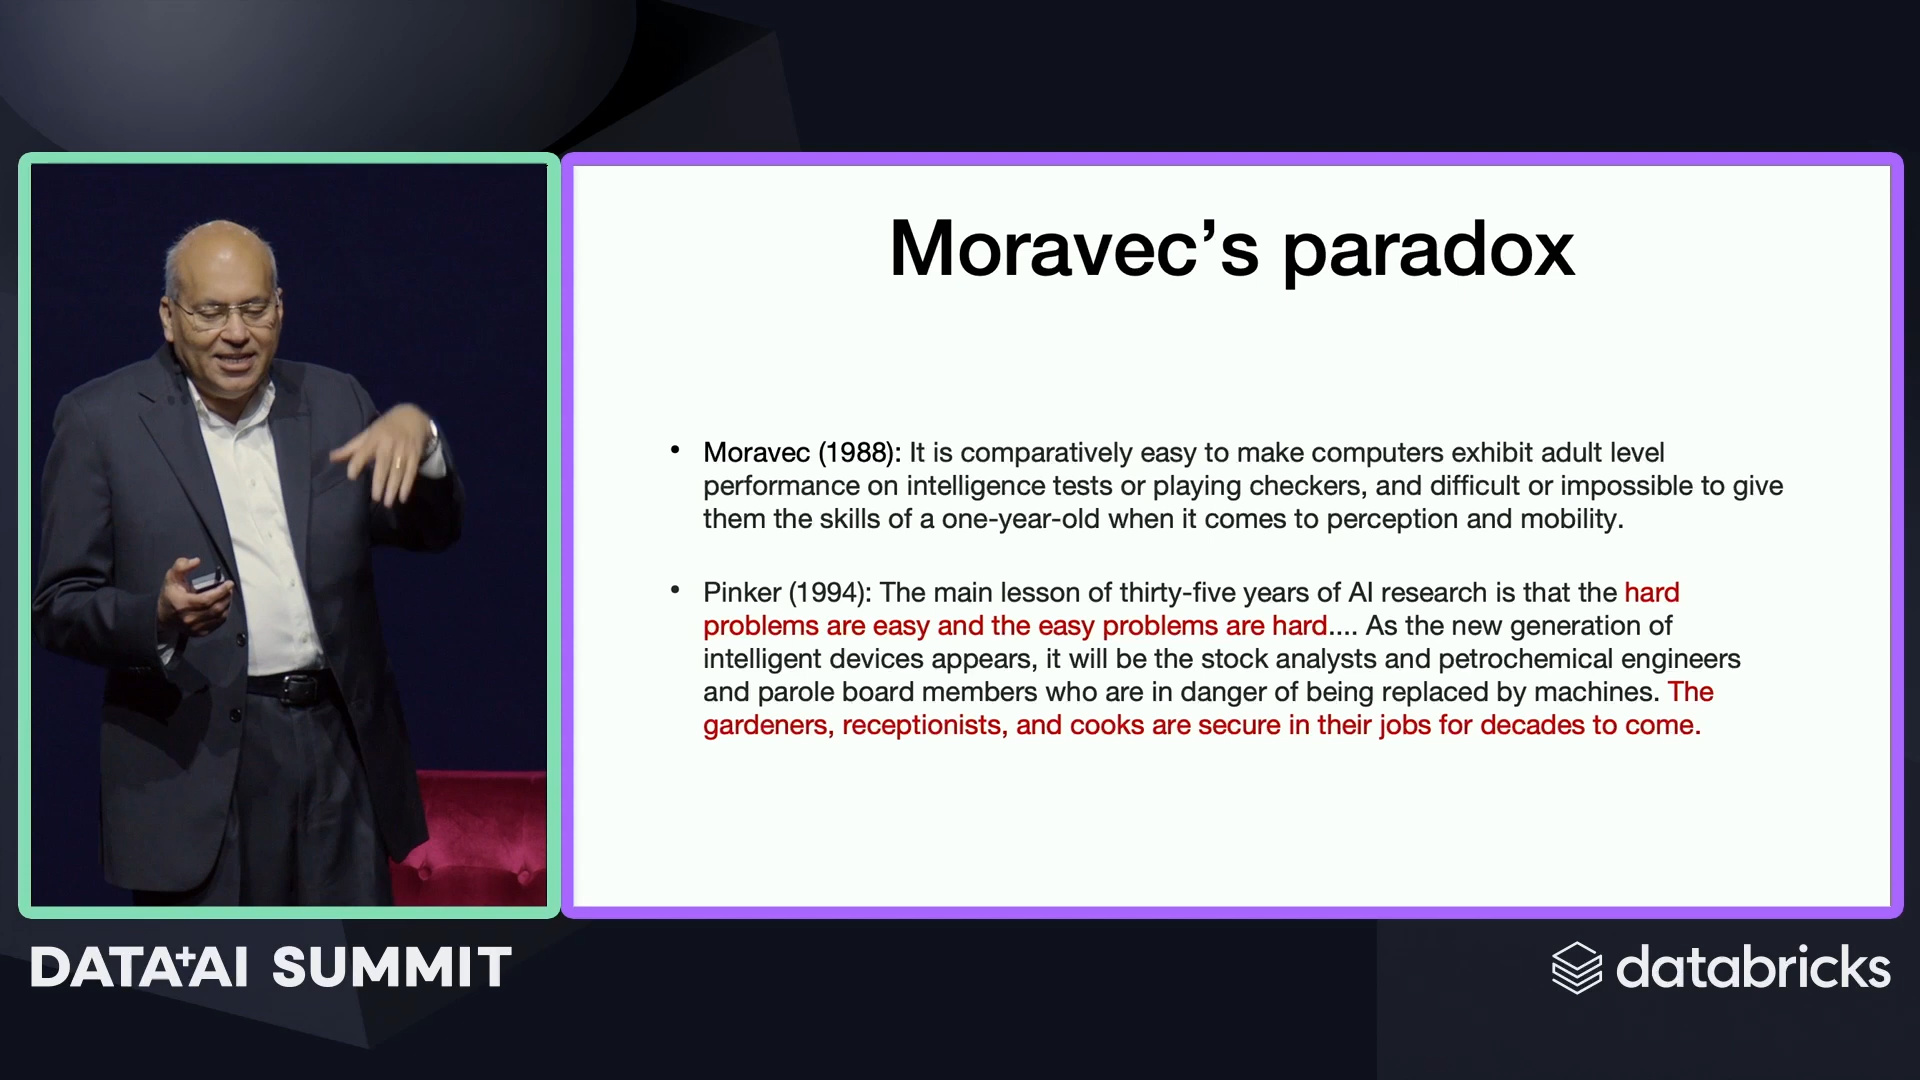 Moravec’s paradox
• Moravec (1988): It is comparatively easy to make computers exhibit adult level
performance on intelligence tests or playing checkers, and difficult or impossible to give
them the skills of a one-year-old when it comes to perception and mobility.
• Pinker (1994): The main lesson of thirty-five years of AI research is that the hard
problems are easy and the easy problems are hard.... As the new generation of
intelligent devices appears, it will be the stock analysts and petrochemical engineers
and parole board members who are in danger of being replaced by machines. The
gardeners, receptionists, and cooks are secure in their jobs for decades to come.
DATA+AI SUMMIT
databricks